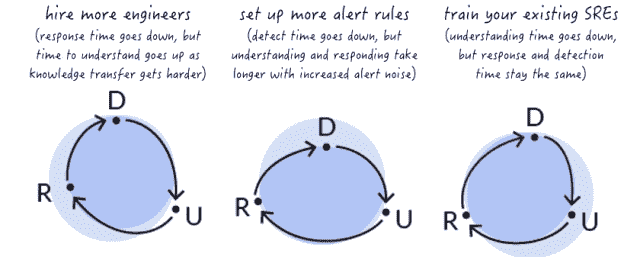 hire more engineers
(response time goes down, but
time to understand goes up as
knowledge transfer gets harder)
D
R
U
set up more alert rules
(detect time goes down, but
understanding and responding take
longer with increased alert noise)
D
R
U
train your existing SREs
(understanding time goes down,
but response and detection
time stay the same)
D
R
U